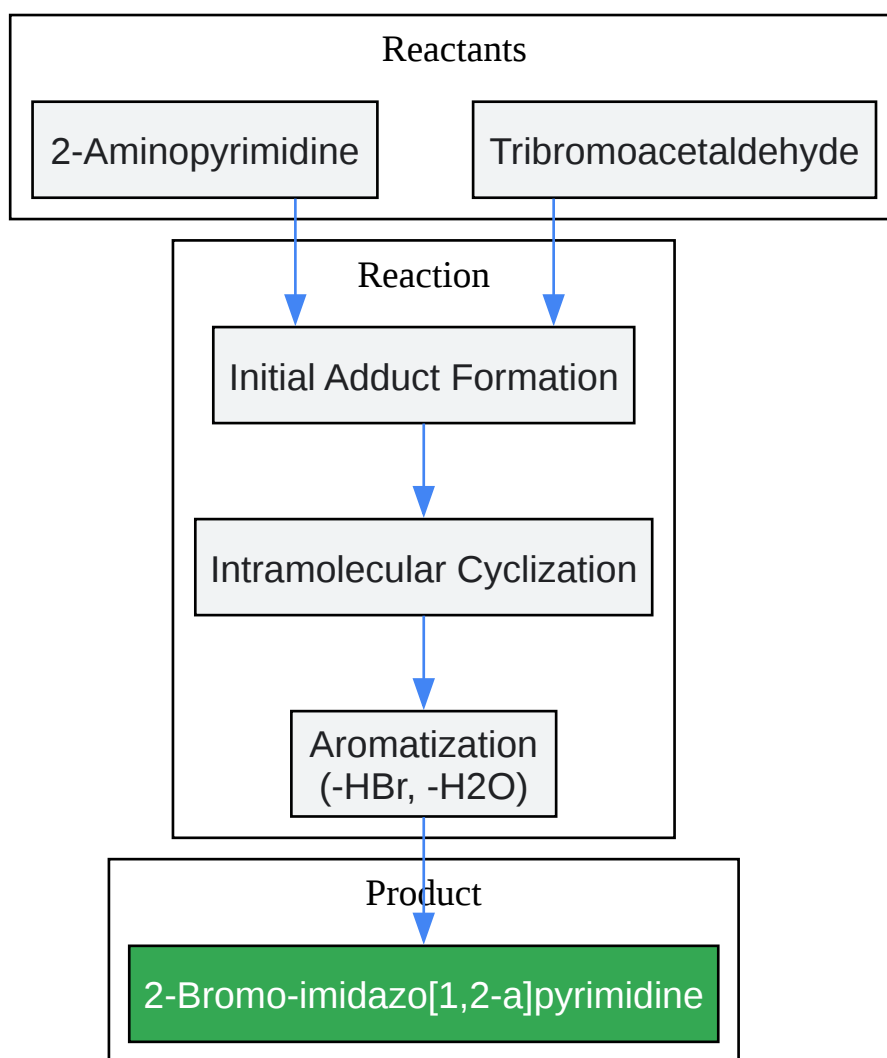 Reactants
2-Aminopyrimidine
Tribromoacetaldehyde
Reaction
Initial Adduct Formation
Intramolecular Cyclization
Aromatization
(-HBr, -H2O)
Product
2-Bromo-imidazo[1,2-a]pyrimidine